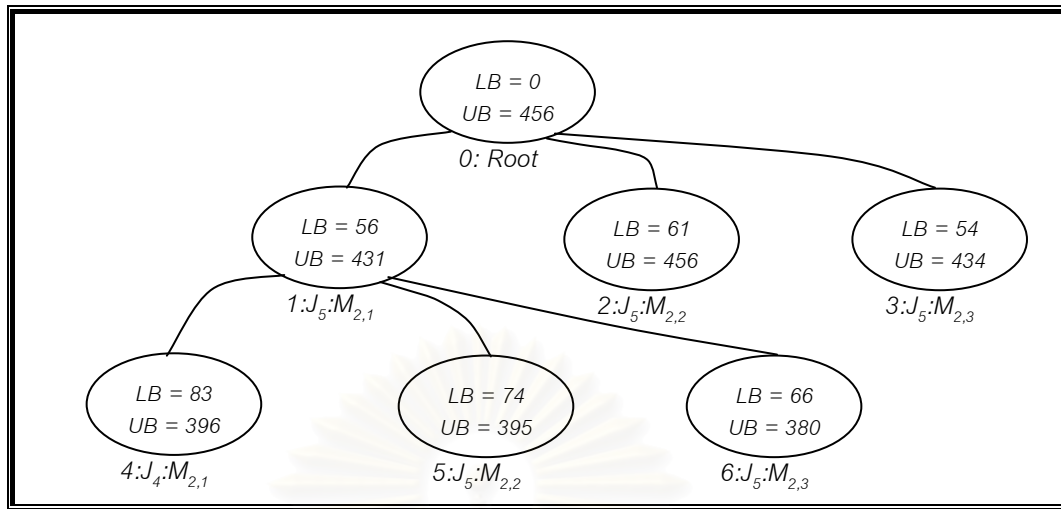 LB = 0
UB = 456
0: Root
LB = 56
UB = 431
1:J5:M2,1
LB = 61
UB = 456
2:J5:M2,2
LB = 54
UB = 434
3:J5:M2,3
LB = 83
UB = 396
4:J4:M2,1
LB = 74
UB = 395
5:J5:M2,2
LB = 66
UB = 380
6:J5:M2,3